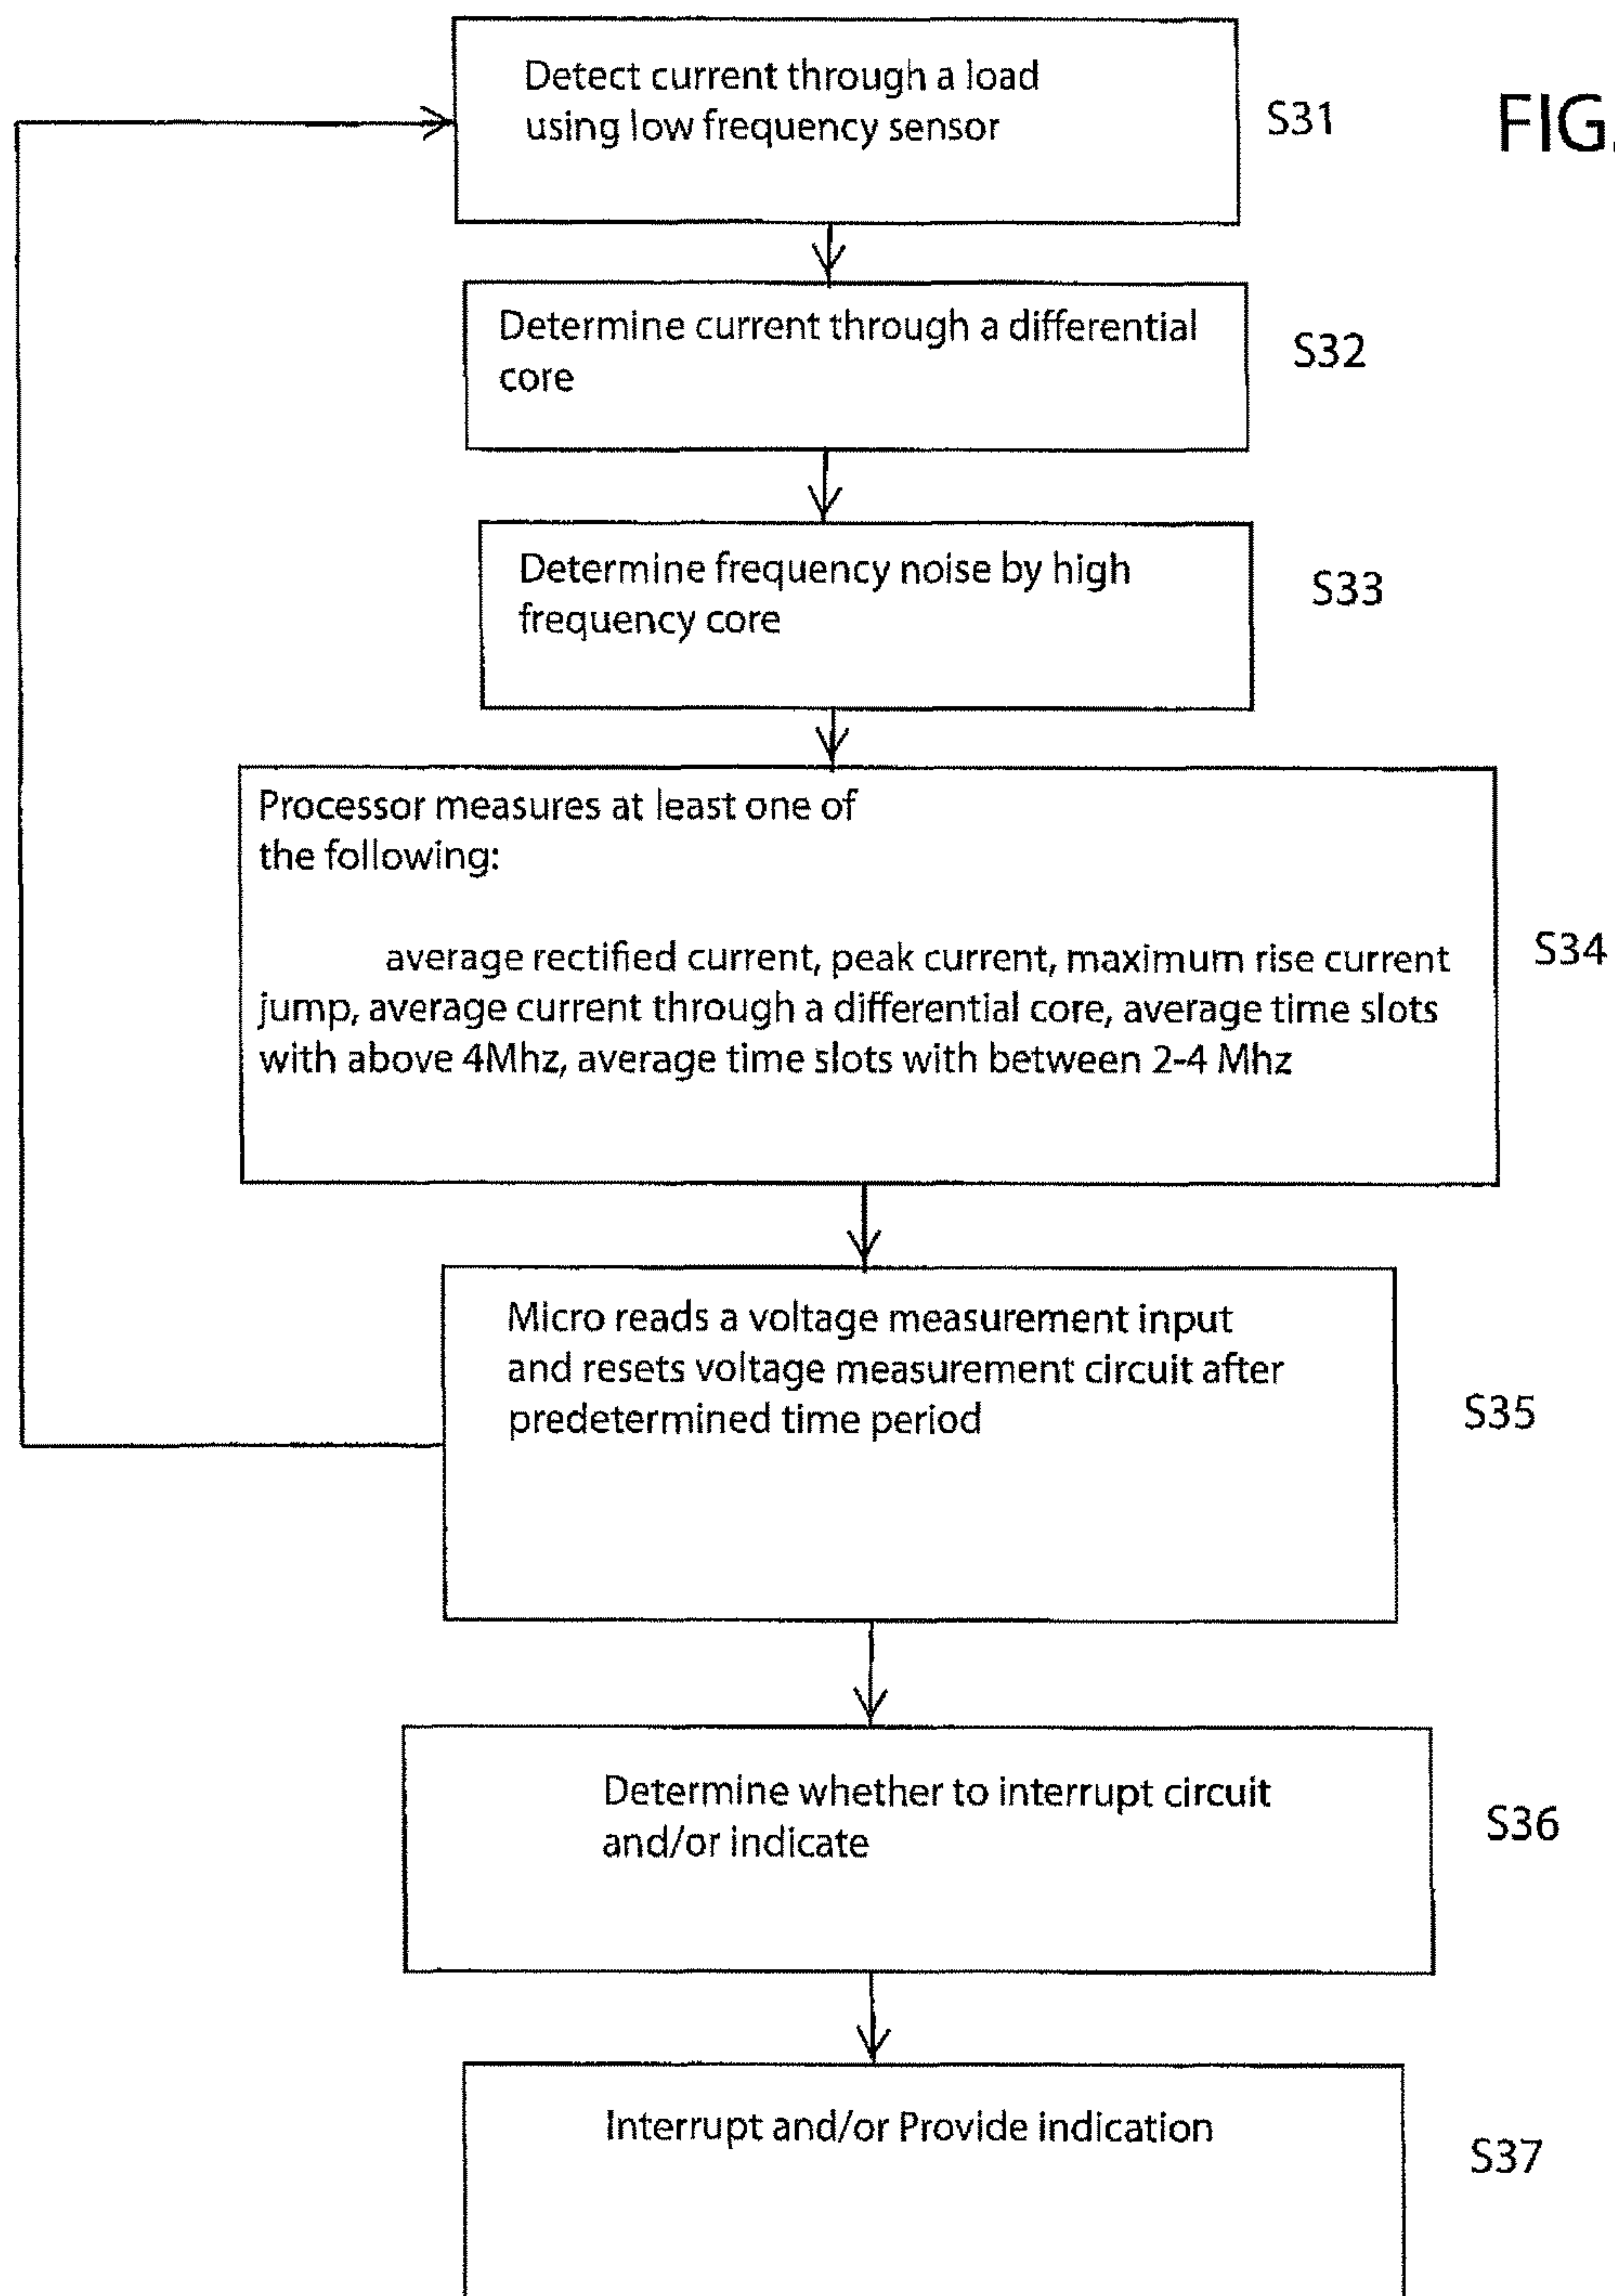 Detect current through a load
using low frequency sensor
S31
FIG.
Determine current through a differential
core
S32
Determine frequency noise by high
frequency core
S33
Processor measures at least one of
the following:
average rectified current, peak current, maximum rise current
jump, average current through a differential core, average time slots
with above 4Mhz, average time slots with between 2-4 Mhz
S34
Micro reads a voltage measurement input
and resets voltage measurement circuit after
predetermined time period
S35
Determine whether to interrupt circuit
and/or indicate
S36
Interrupt and/or Provide indication
S37